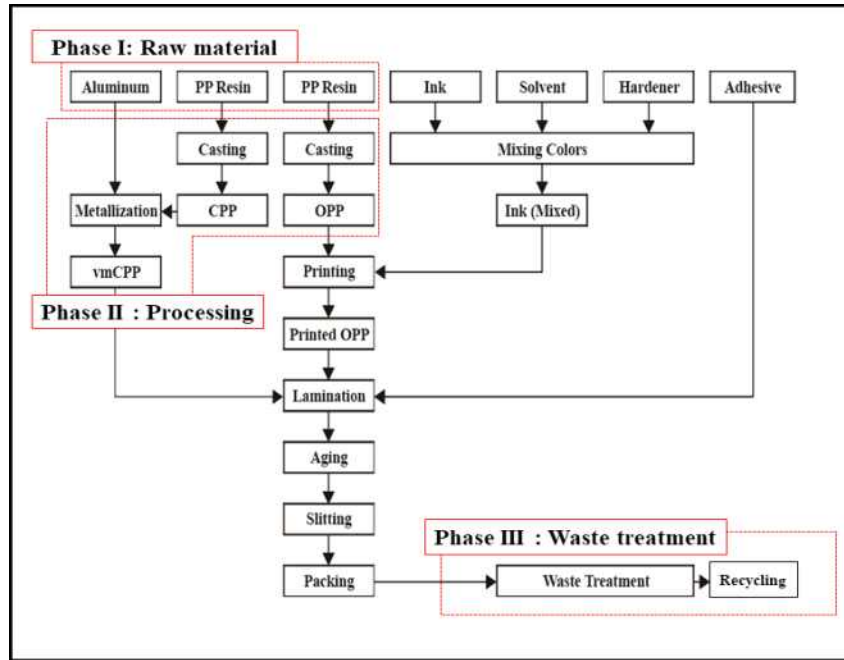 Phase I: Raw material
Aluminum
PP Resin
PP Resin
Ink
Solvent
Hardener
Adhesive
Casting
Casting
Mixing Colors
Metallization
CPP
OPP
Ink (Mixed)
vmCPP
Printing
Phase II : Processing
Printed OPP
Lamination
Aging
Slitting
Phase III : Waste treatment
Packing
Waste Treatment
Recycling